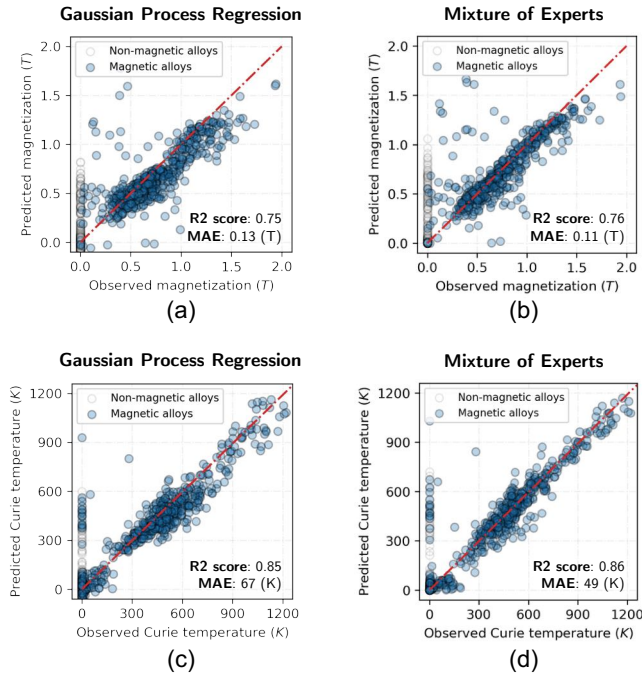 Gaussian Process Regression
Mixture of Experts
Predicted magnetization (T)
2.0
1.5
1.0
0.5
0.0
Non-magnetic alloys
Magnetic alloys
R2 score: 0.75
MAE: 0.13 (T)
0.0 0.5 1.0 1.5 2.0
Observed magnetization (T)
(a)
Predicted magnetization (T)
2.0
1.5
1.0
0.5
0.0
Non-magnetic alloys
Magnetic alloys
R2 score: 0.76
MAE: 0.11 (T)
0.0 0.5 1.0 1.5 2.0
Observed magnetization (T)
(b)
Gaussian Process Regression
Mixture of Experts
Predicted Curie temperature (K)
1200
900
600
300
0
Non-magnetic alloys
Magnetic alloys
R2 score: 0.85
MAE: 67 (K)
0 300 600 900 1200
Observed Curie temperature (K)
(c)
Predicted Curie temperature (K)
1200
900
600
300
0
Non-magnetic alloys
Magnetic alloys
R2 score: 0.86
MAE: 49 (K)
0 300 600 900 1200
Observed Curie temperature (K)
(d)